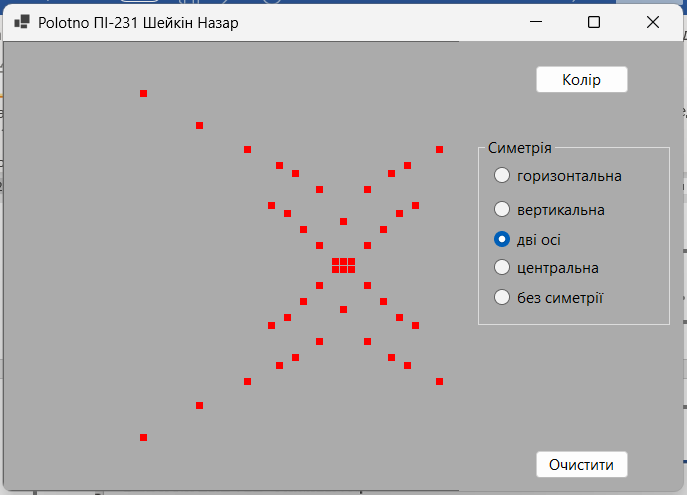 Polotno ПІ-231 Шейкін Назар
Колір
Симетрія
горизонтальна
вертикальна
дві осі
центральна
без симетрії
Очистити